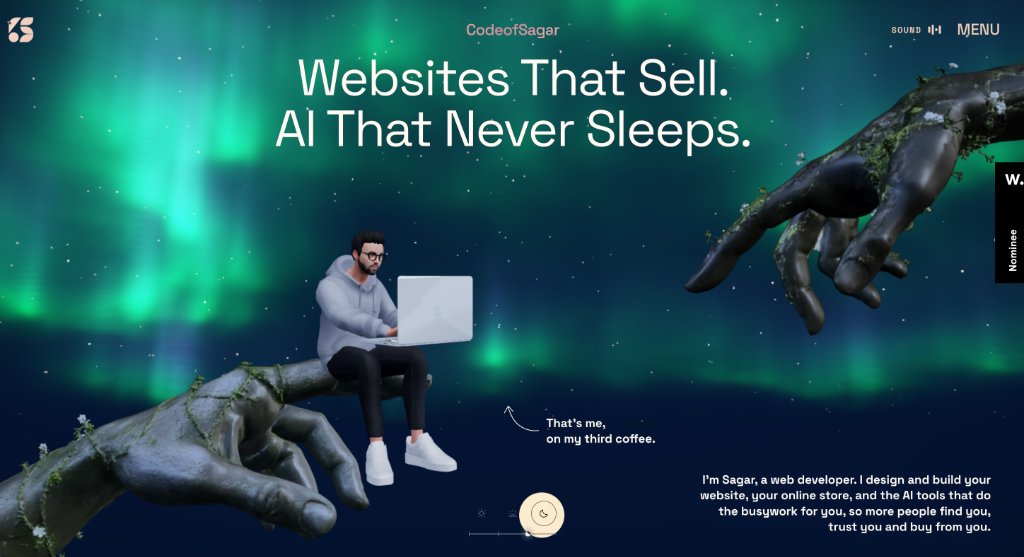 CodeofSagar
SOUND
MENU
Websites That Sell.
AI That Never Sleeps.
W.
Nominee
That's me,
on my third coffee.
I'm Sagar, a web developer. I design and build your
website, your online store, and the AI tools that do
the busywork for you, so more people find you,
trust you and buy from you.